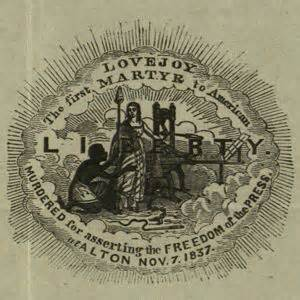 LOVEJOY
The first MARTYR to American
LIBERTY.
MURDERED for asserting the FREEDOM of the PRESS.
at ALTON NOV. 7. 1837.